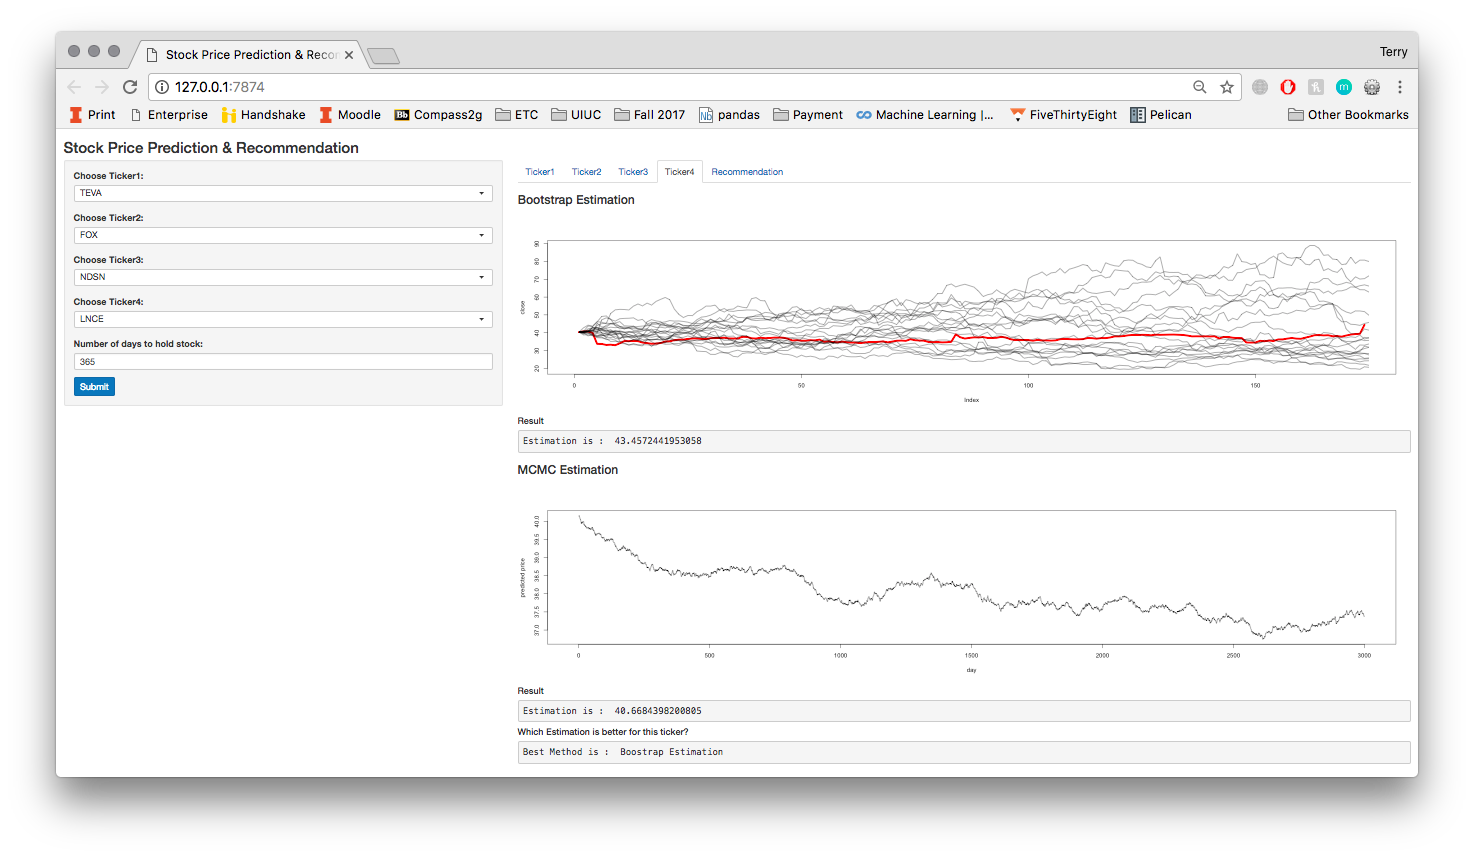 Stock Price Prediction & Recor
Terry
127.0.0.1:7874
Print Enterprise Handshake Moodle Bb Compass2g ETC UIUC Fall 2017 pandas Payment Machine Learning |... FiveThirtyEight Pelican Other Bookmarks
Stock Price Prediction & Recommendation
Choose Ticker1:
TEVA
Choose Ticker2:
FOX
Choose Ticker3:
NDSN
Choose Ticker4:
LNCE
Number of days to hold stock:
365
Submit
Ticker1 Ticker2 Ticker3 Ticker4 Recommendation
Bootstrap Estimation
close
90
80
70
60
50
40
30
20
0 50 100 150
Index
Result
Estimation is : 43.4572441953058
MCMC Estimation
predicted price
40.0
39.5
39.0
38.5
38.0
37.5
37.0
0 500 1000 1500 2000 2500 3000
day
Result
Estimation is : 40.6684398200805
Which Estimation is better for this ticker?
Best Method is : Boostrap Estimation